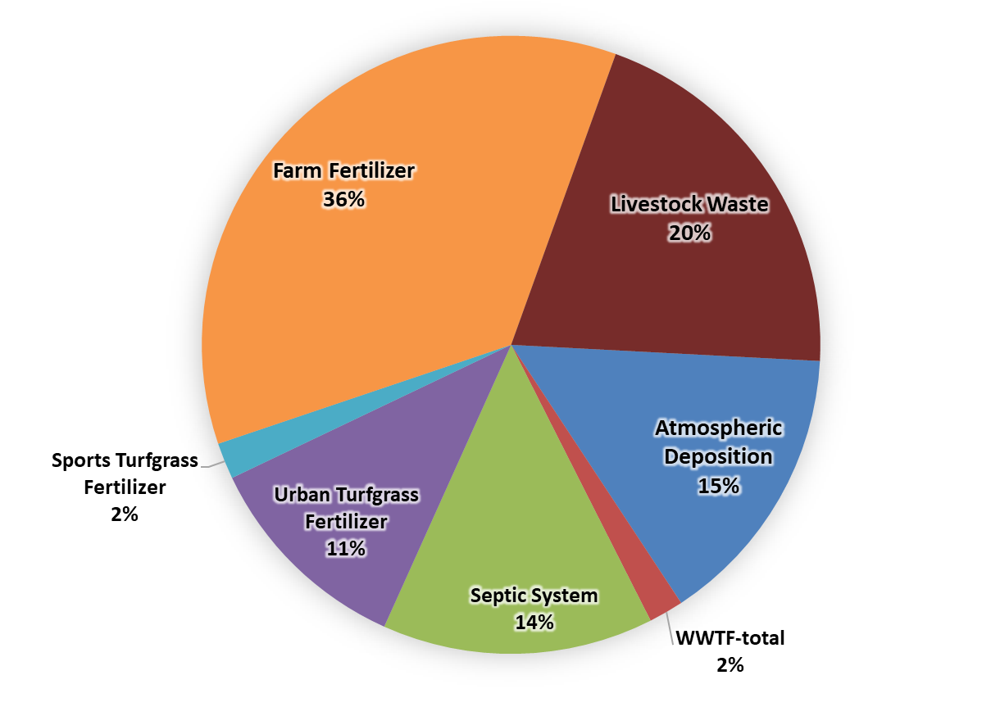 Farm Fertilizer
36%
Livestock Waste
20%
Atmospheric
Deposition
15%
Sports Turfgrass
Fertilizer
2%
Urban Turfgrass
Fertilizer
11%
Septic System
14%
WWTF-total
2%